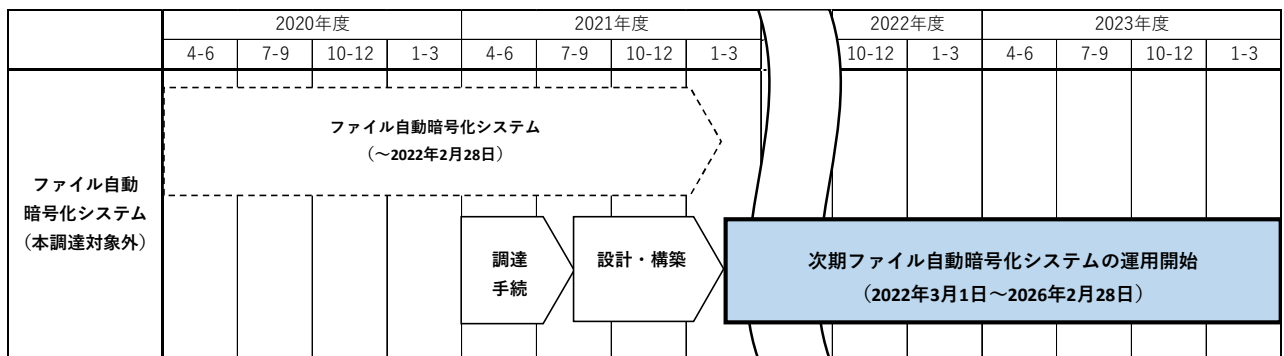 2020年度 2021年度 2022年度 2023年度
4-6 7-9 10-12 1-3 4-6 7-9 10-12 1-3 10-12 1-3 4-6 7-9 10-12 1-3
ファイル自動暗号化システム
(～2022年2月28日)
ファイル自動
暗号化システム
(本調達対象外)
調達
手続
設計・構築
次期ファイル自動暗号化システムの運用開始
(2022年3月1日～2026年2月28日)